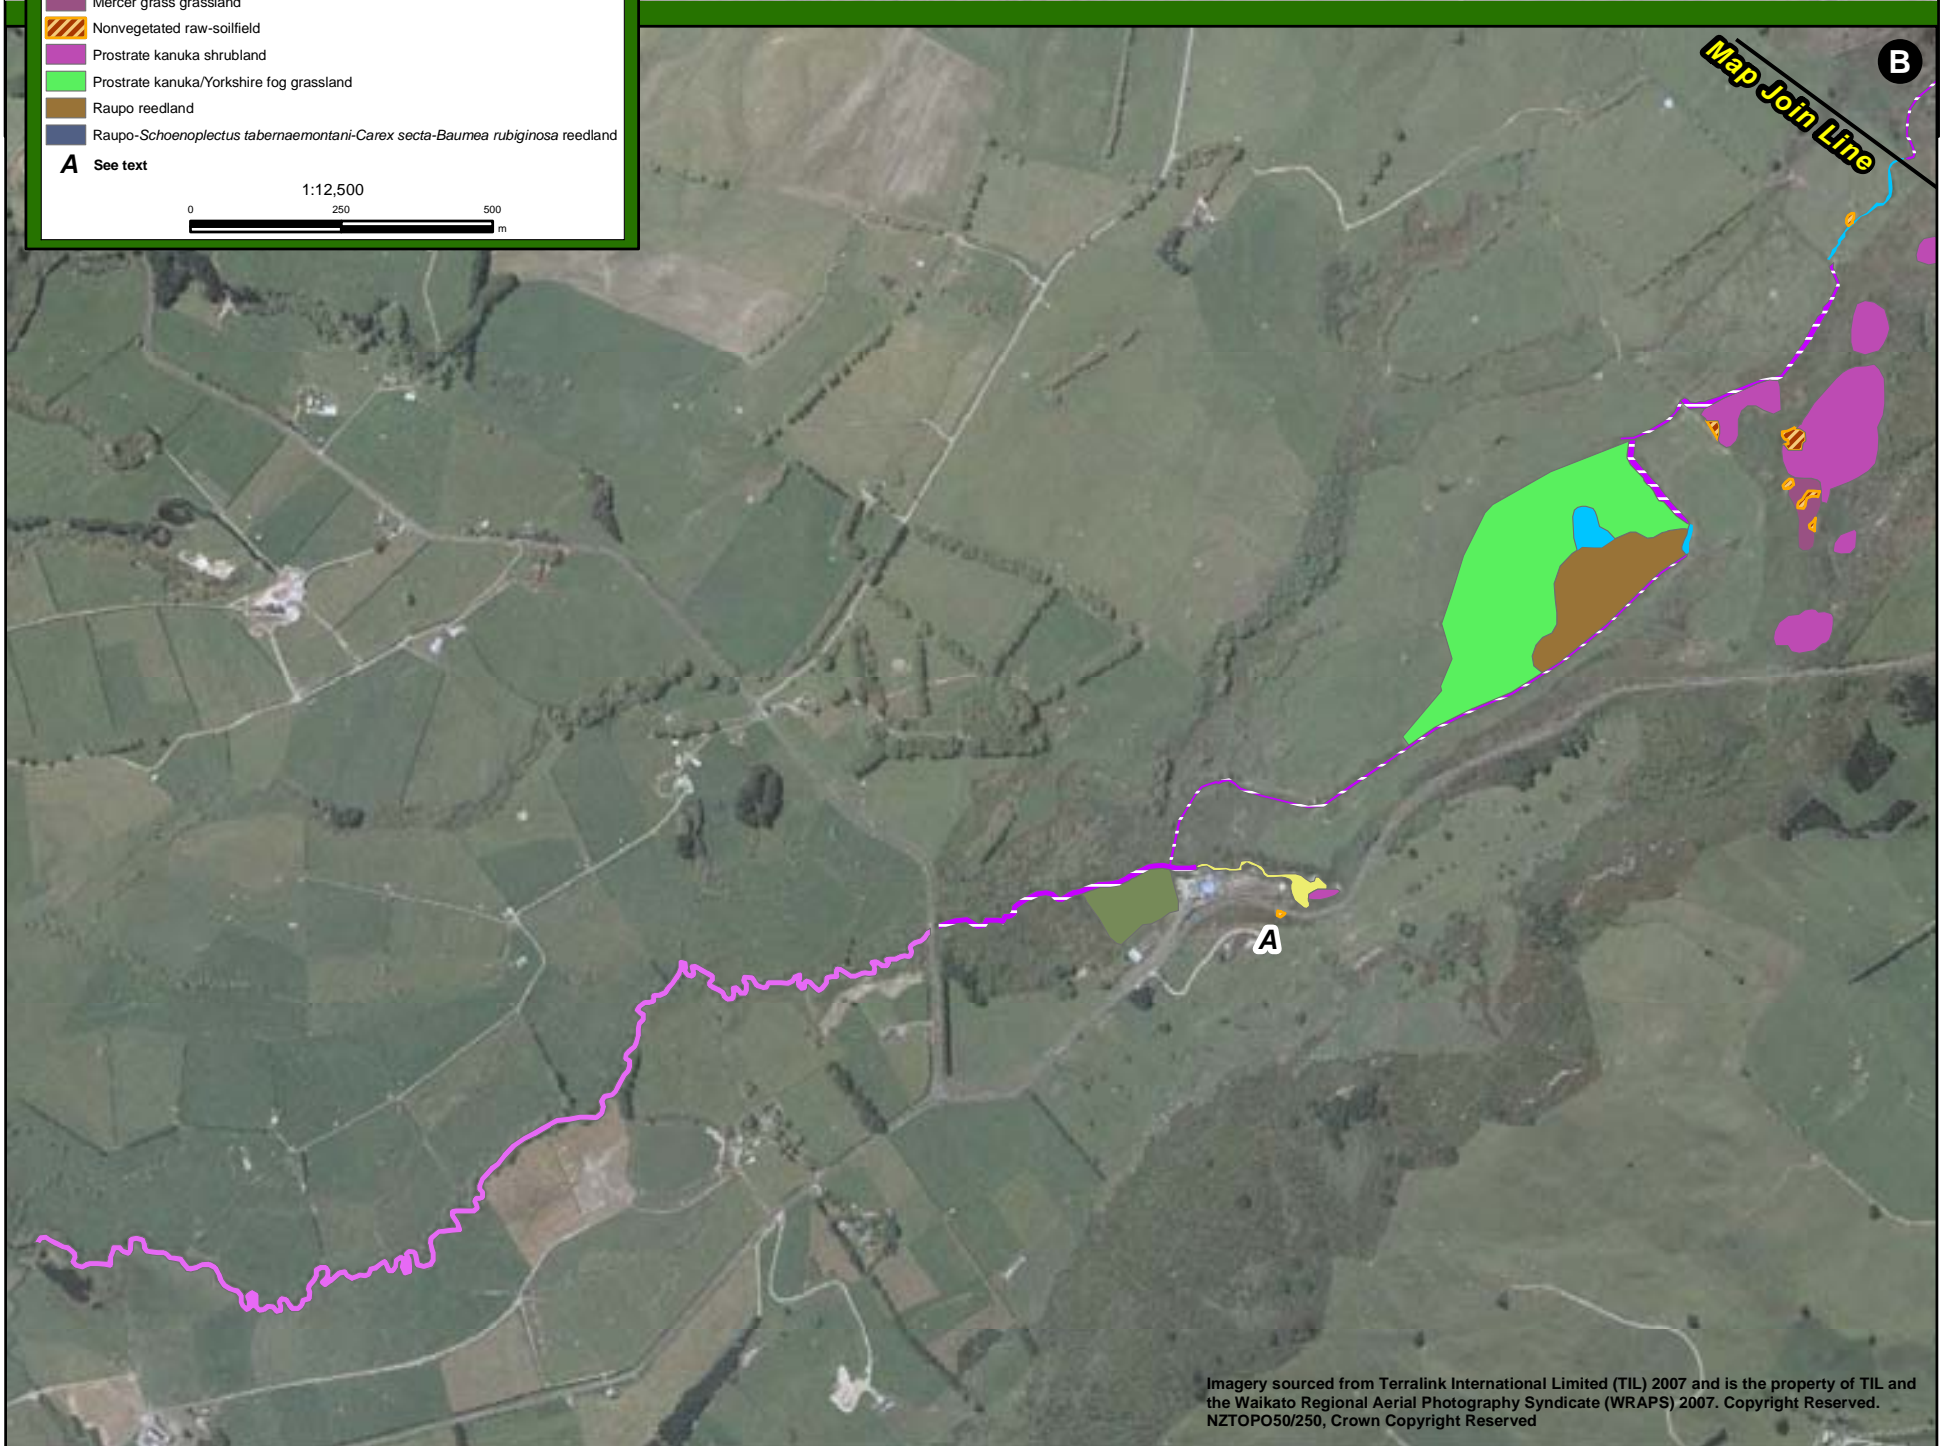 Mercer grass grassland
Nonvegetated raw-soilfield
Prostrate kanuka shrubland
Prostrate kanuka/Yorkshire fog grassland
Raupo reedland
Raupo-Schoenoplectus tabernaemontani-Carex secta-Baumea rubiginosa reedland
A See text
1:12,500
0 250 500
m
Map Join Line
B
A
Imagery sourced from Terralink International Limited (TIL) 2007 and is the property of TIL and
the Waikato Regional Aerial Photography Syndicate (WRAPS) 2007. Copyright Reserved.
NZTOPO50/250, Crown Copyright Reserved